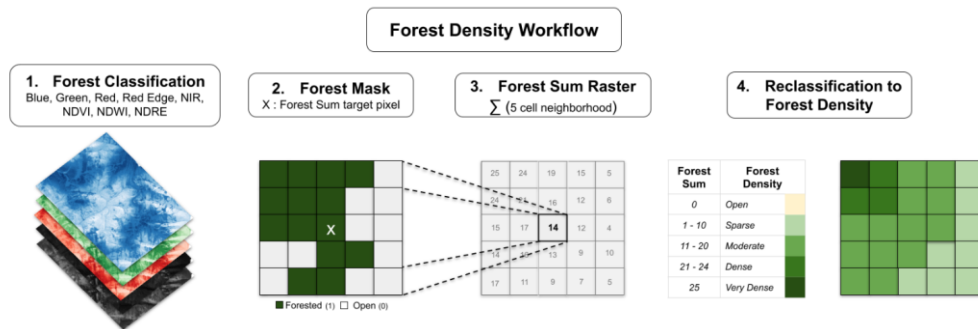 Forest Density Workflow
1. Forest Classification
Blue, Green, Red, Red Edge, NIR,
NDVI, NDWI, NDRE
2. Forest Mask
X : Forest Sum target pixel
3. Forest Sum Raster
∑ (5 cell neighborhood)
4. Reclassification to
Forest Density
X
Forested (1) Open (0)
25 24 19 15 5
24 16 12 6
15 17 14 12 4
14 13 9 10
17 11 9 7 5
Forest Sum Forest Density
0 Open
1 - 10 Sparse
11 - 20 Moderate
21 - 24 Dense
25 Very Dense